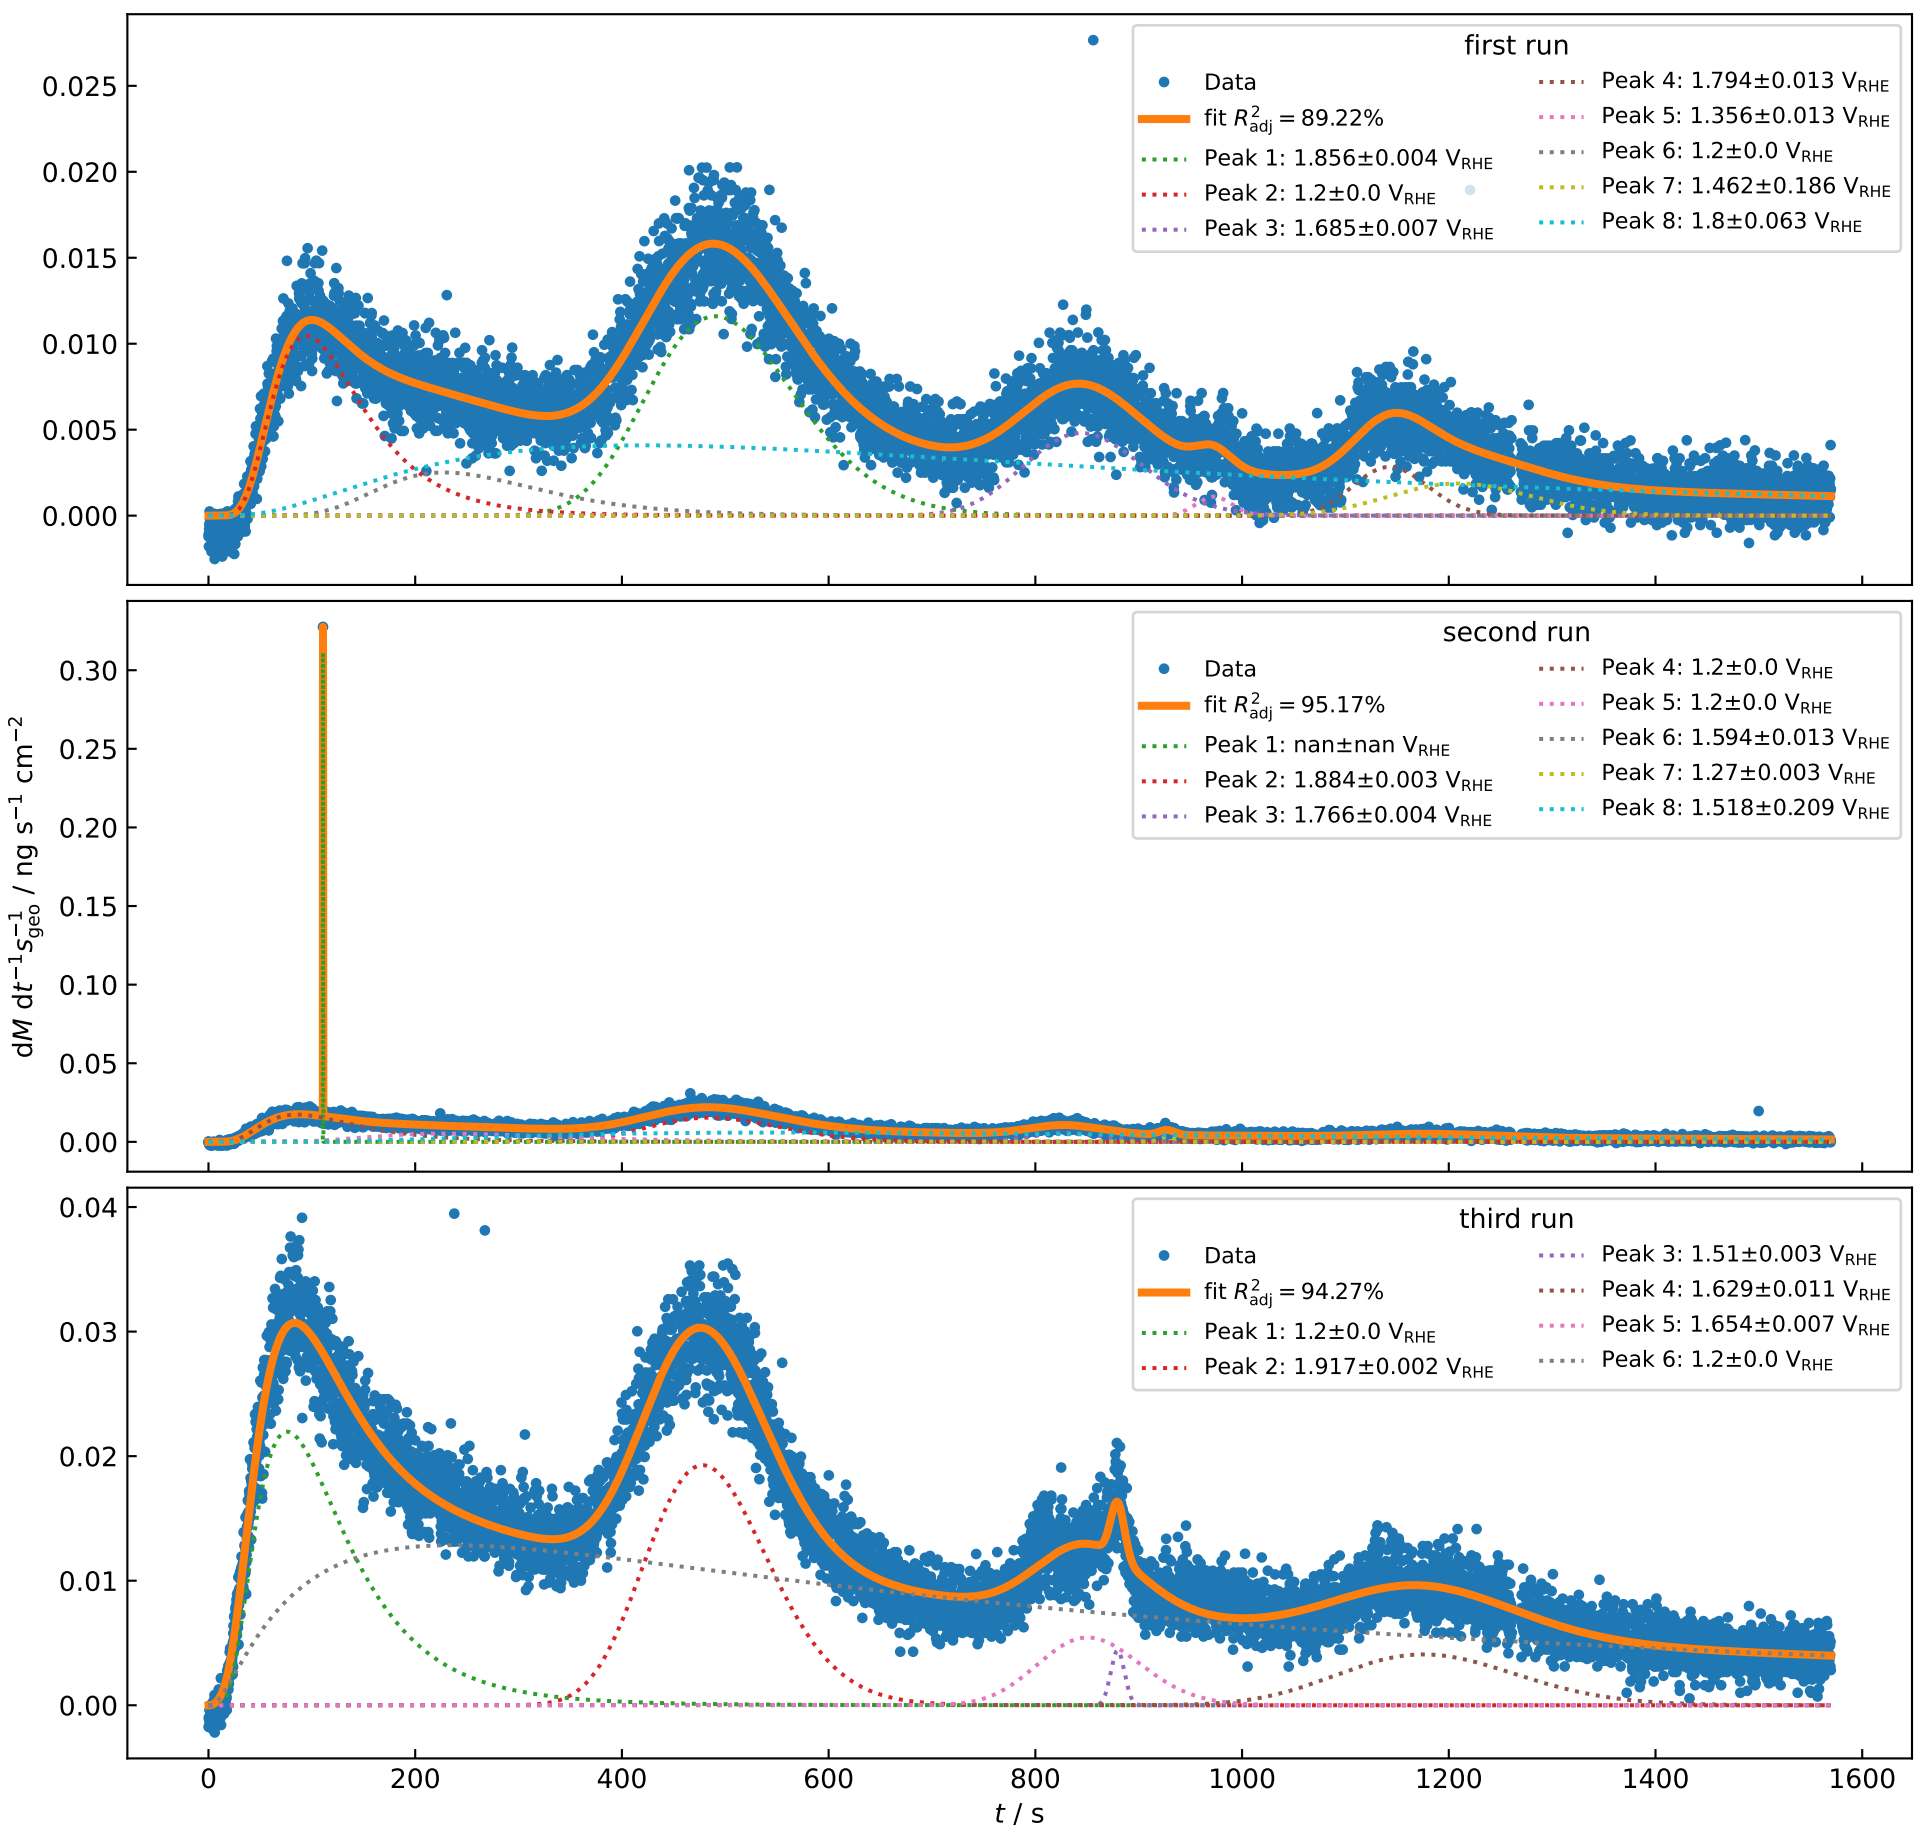 first run
Data
fit R²adj = 89.22%
Peak 1: 1.856±0.004 VRHE
Peak 2: 1.2±0.0 VRHE
Peak 3: 1.685±0.007 VRHE
Peak 4: 1.794±0.013 VRHE
Peak 5: 1.356±0.013 VRHE
Peak 6: 1.2±0.0 VRHE
Peak 7: 1.462±0.186 VRHE
Peak 8: 1.8±0.063 VRHE
0.025
0.020
0.015
0.010
0.005
0.000
second run
Data
fit R²adj = 95.17%
Peak 1: nan±nan VRHE
Peak 2: 1.884±0.003 VRHE
Peak 3: 1.766±0.004 VRHE
Peak 4: 1.2±0.0 VRHE
Peak 5: 1.2±0.0 VRHE
Peak 6: 1.594±0.013 VRHE
Peak 7: 1.27±0.003 VRHE
Peak 8: 1.518±0.209 VRHE
0.30
0.25
0.20
0.15
0.10
0.05
0.00
dM dt⁻¹s⁻¹geo / ng s⁻¹ cm⁻²
third run
Data
fit R²adj = 94.27%
Peak 1: 1.2±0.0 VRHE
Peak 2: 1.917±0.002 VRHE
Peak 3: 1.51±0.003 VRHE
Peak 4: 1.629±0.011 VRHE
Peak 5: 1.654±0.007 VRHE
Peak 6: 1.2±0.0 VRHE
0.04
0.03
0.02
0.01
0.00
0 200 400 600 800 1000 1200 1400 1600
t / s